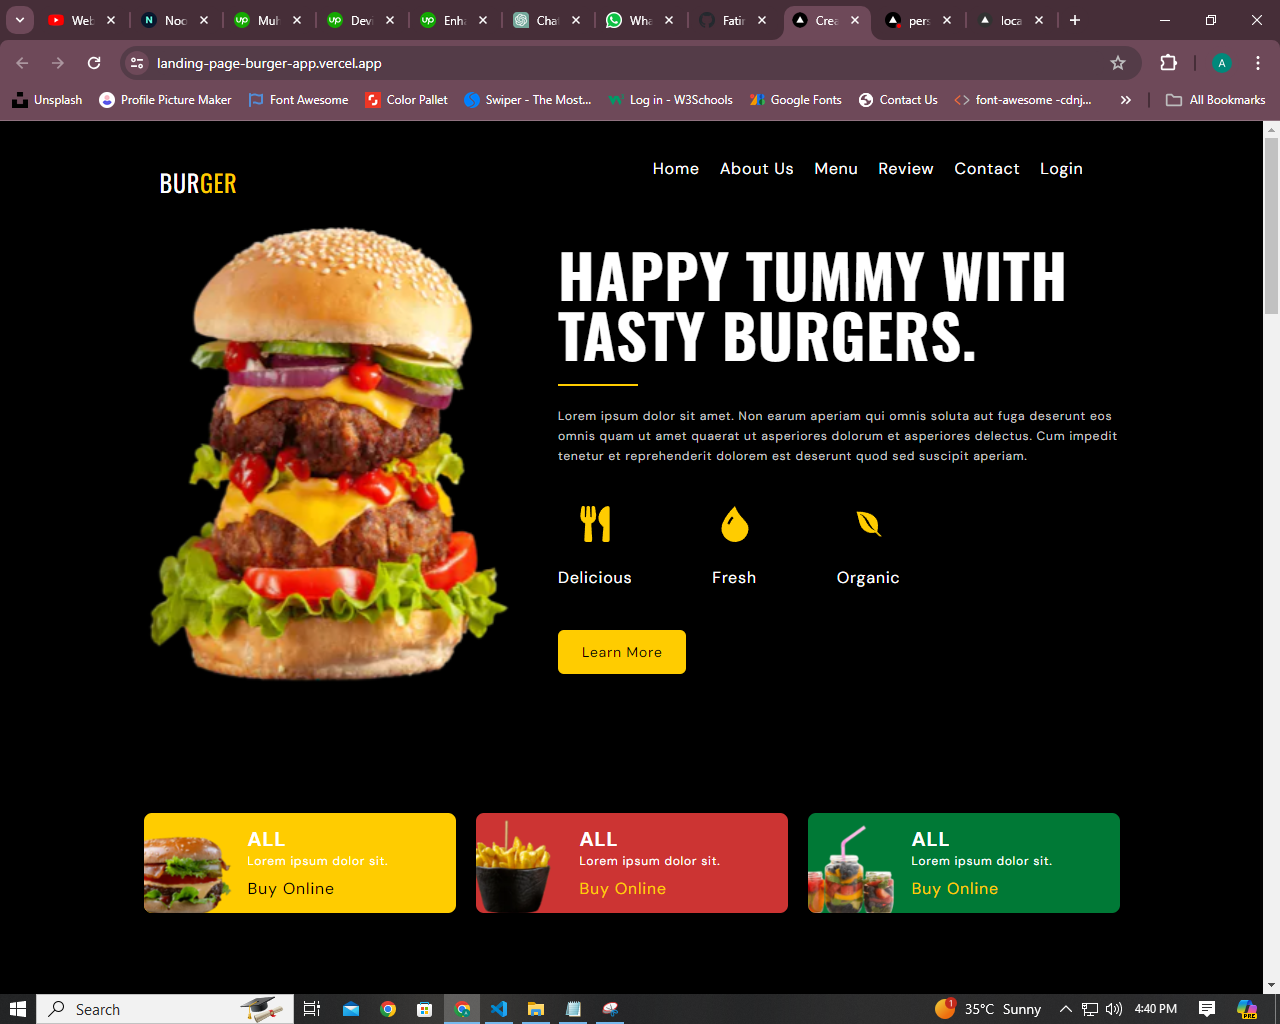 Web
Noo
Muh
Devi
Enha
Chat
Wha
Fatir
Crea
pers
loca
landing-page-burger-app.vercel.app
A
Unsplash
Profile Picture Maker
Font Awesome
Color Pallet
Swiper - The Most...
Log in - W3Schools
Google Fonts
Contact Us
font-awesome -cdnj...
All Bookmarks
BURGER
Home
About Us
Menu
Review
Contact
Login
HAPPY TUMMY WITH
TASTY BURGERS.
Lorem ipsum dolor sit amet. Non earum aperiam qui omnis soluta aut fuga deserunt eos
omnis quam ut amet quaerat ut asperiores dolorum et asperiores delectus. Cum impedit
tenetur et reprehenderit dolorem est deserunt quod sed suscipit aperiam.
Delicious
Fresh
Organic
Learn More
ALL
Lorem ipsum dolor sit.
Buy Online
ALL
Lorem ipsum dolor sit.
Buy Online
ALL
Lorem ipsum dolor sit.
Buy Online
Search
1
35°C Sunny
4:40 PM
PRE